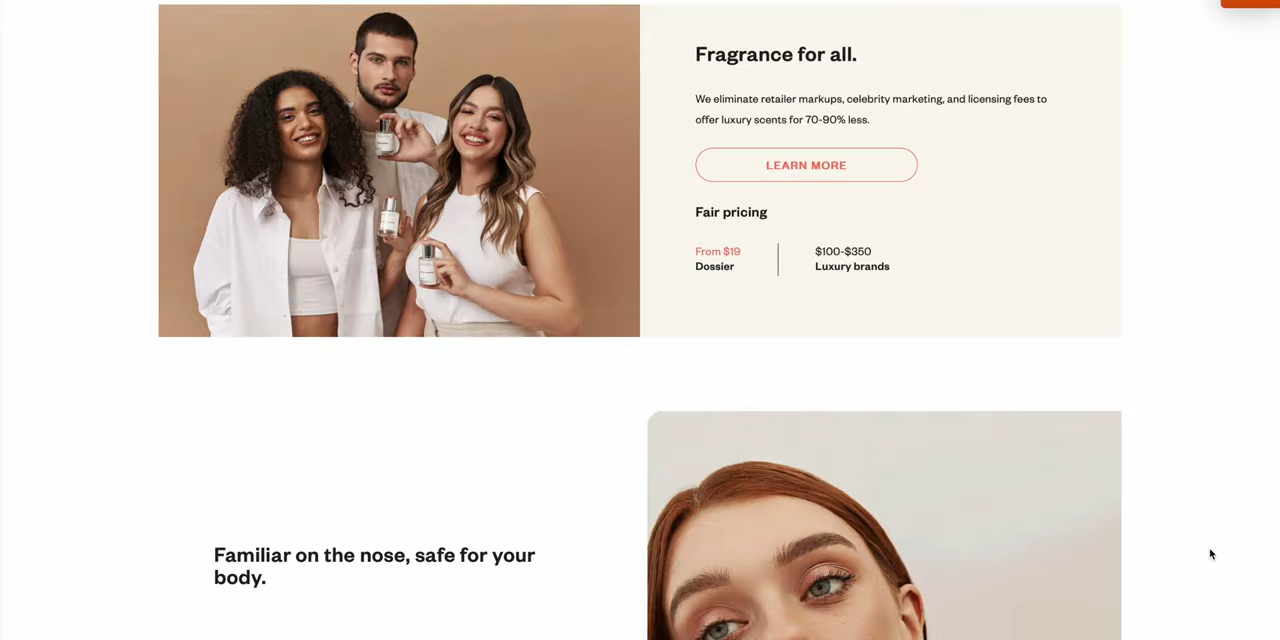 Fragrance for all.
We eliminate retailer markups, celebrity marketing, and licensing fees to
offer luxury scents for 70-90% less.
LEARN MORE
Fair pricing
From $19
Dossier
$100-$350
Luxury brands
Familiar on the nose, safe for your
body.